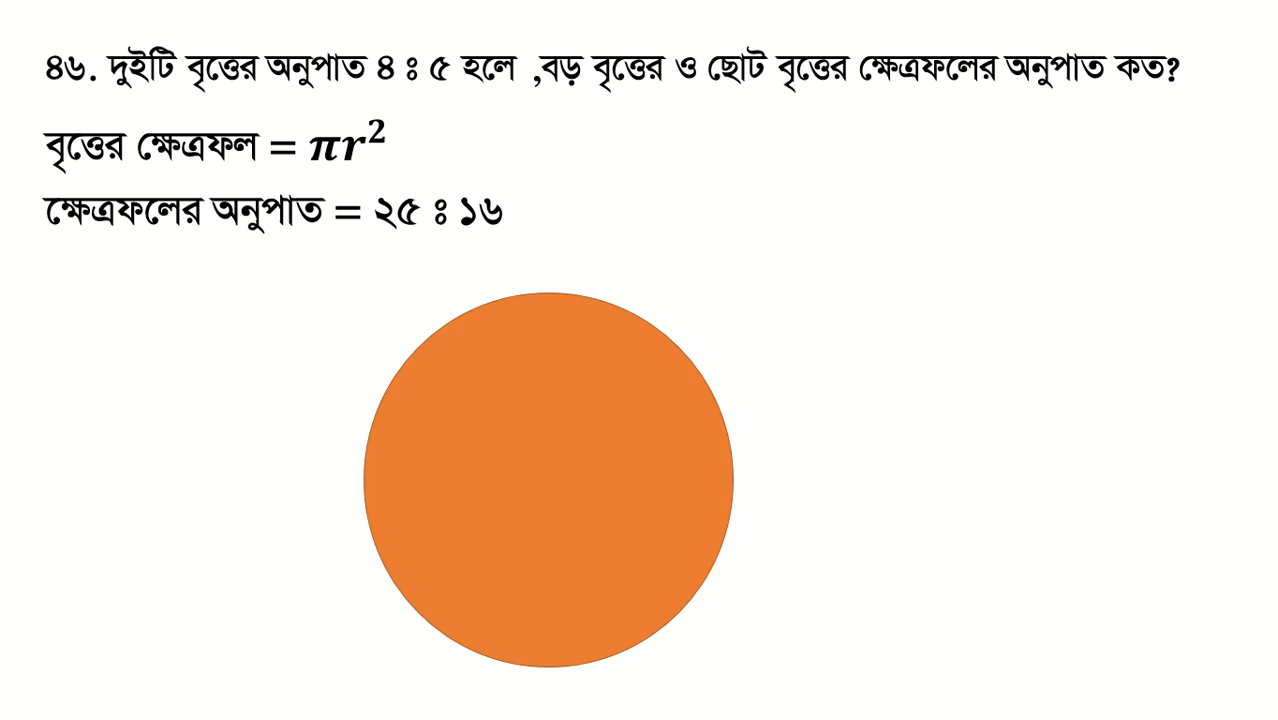 ৪৬. দুইটি বৃত্তের অনুপাত ৪ ঃ ৫ হলে ,বড় বৃত্তের ও ছোট বৃত্তের ক্ষেত্রফলের অনুপাত কত?
বৃত্তের ক্ষেত্রফল = πr²
ক্ষেত্রফলের অনুপাত = ২৫ ঃ ১৬